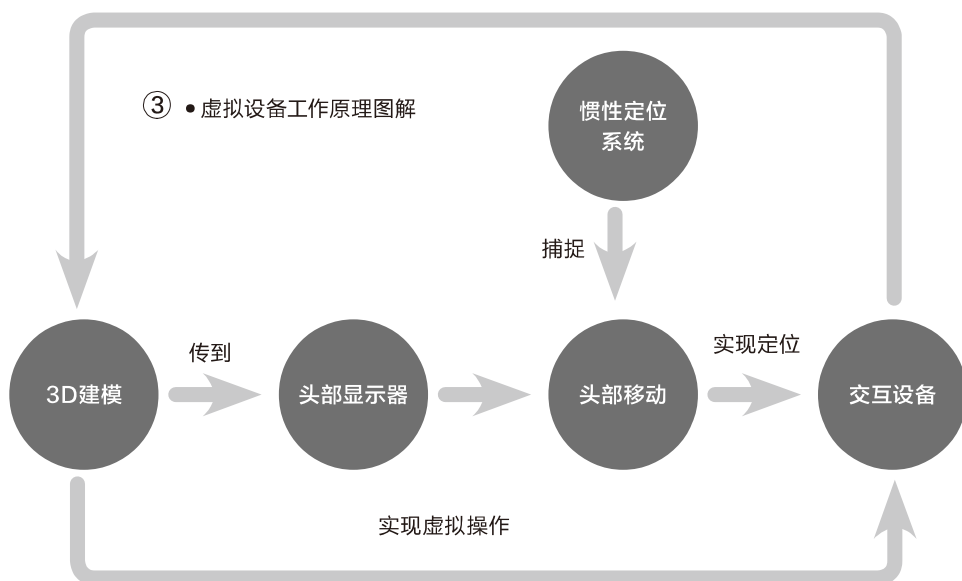 ③ • 虚拟设备工作原理图解
惯性定位
系统
捕捉
实现定位
传到
3D建模
头部显示器
头部移动
交互设备
实现虚拟操作